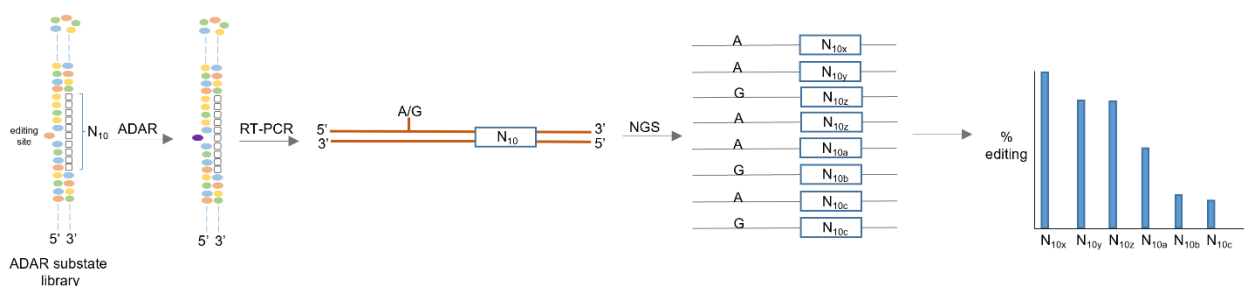 editing
site
N10
ADAR
5’ 3’
ADAR substate
library
RT-PCR
5’ 3’
A/G
5’ 3’
N10
3’ 5’
NGS
A N10x
A N10y
G N10z
A N10z
A N10a
G N10b
A N10c
G N10c
%
editing
N10x N10y N10z N10a N10b N10c